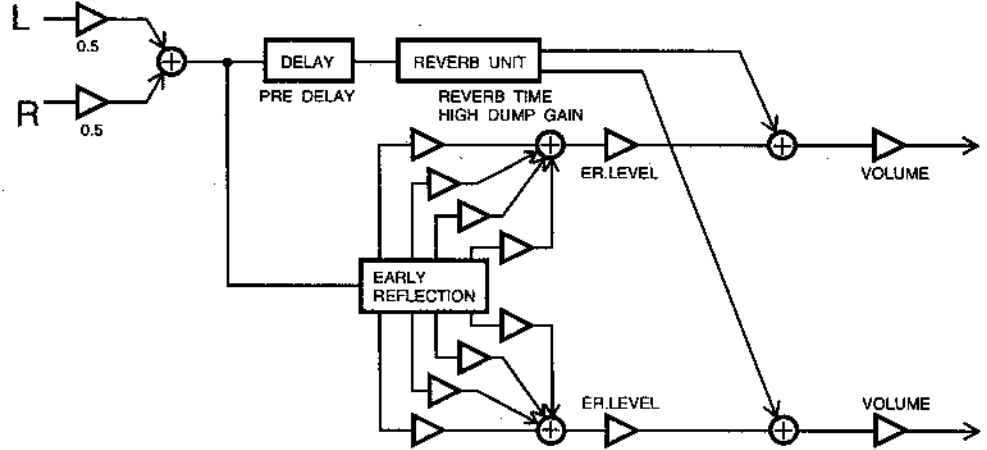 L
0.5
R
0.5
DELAY
PRE DELAY
REVERB UNIT
REVERB TIME
HIGH DUMP GAIN
ER.LEVEL
VOLUME
EARLY
REFLECTION
ER.LEVEL
VOLUME